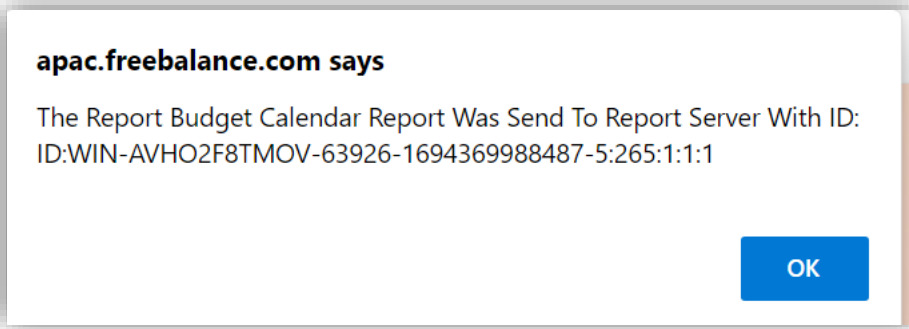 apac.freebalance.com says
The Report Budget Calendar Report Was Send To Report Server With ID:
ID:WIN-AVHO2F8TMOV-63926-1694369988487-5:265:1:1:1
OK